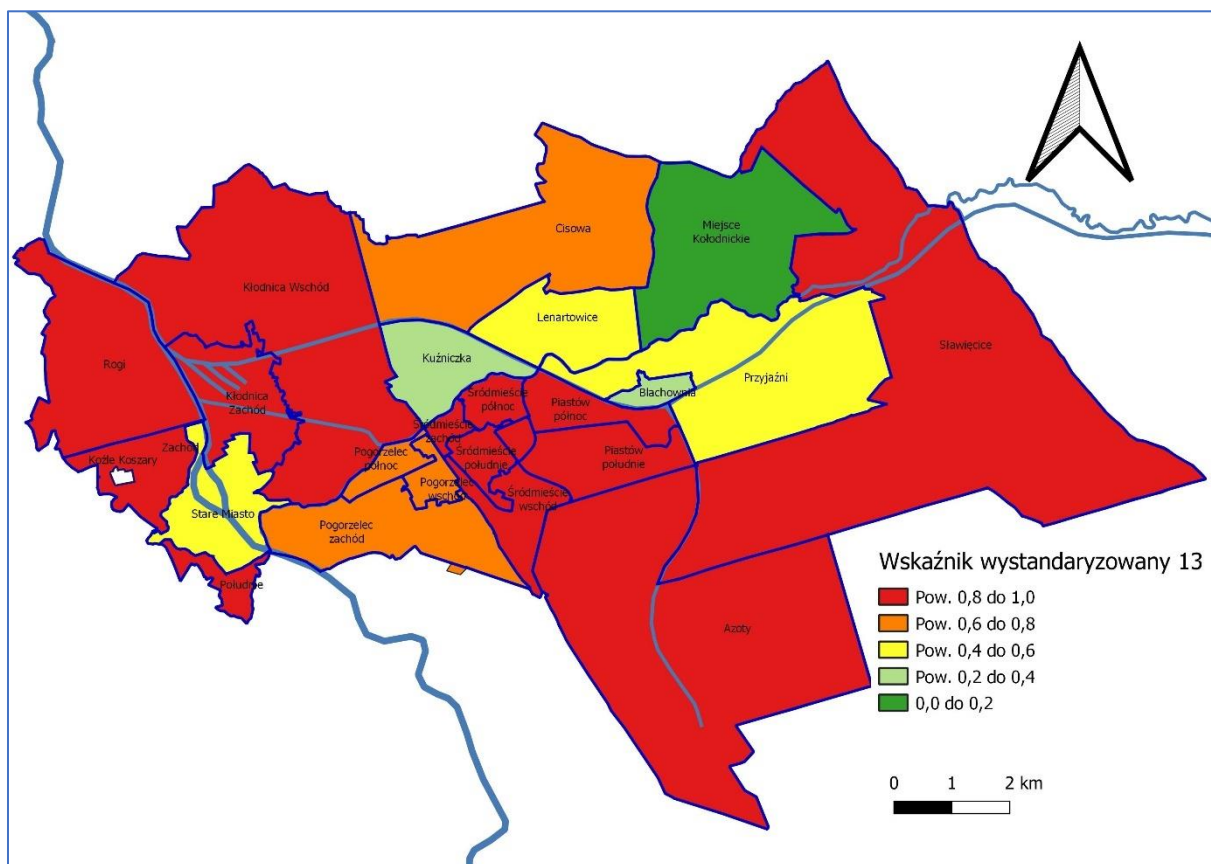 Cisowa
Miejsce
Kołodnickie
Kłodnica Wschód
Lenartowice
Sławięcice
Kuźniczka
Rogi
Przyjaźni
Blachownia
Śródmieście
północ
Piastów
północ
Kłodnica
Zachód
Śródmieście
zachód
Zachód
Koźle Koszary
Pogorzelec
północ
Śródmieście
południe
Piastów
południe
Pogorzelec
wschód
Śródmieście
wschód
Stare Miasto
Pogorzelec
zachód
Południe
Azoty
Wskaźnik wystandaryzowany 13
Pow. 0,8 do 1,0
Pow. 0,6 do 0,8
Pow. 0,4 do 0,6
Pow. 0,2 do 0,4
0,0 do 0,2
0 1 2 km